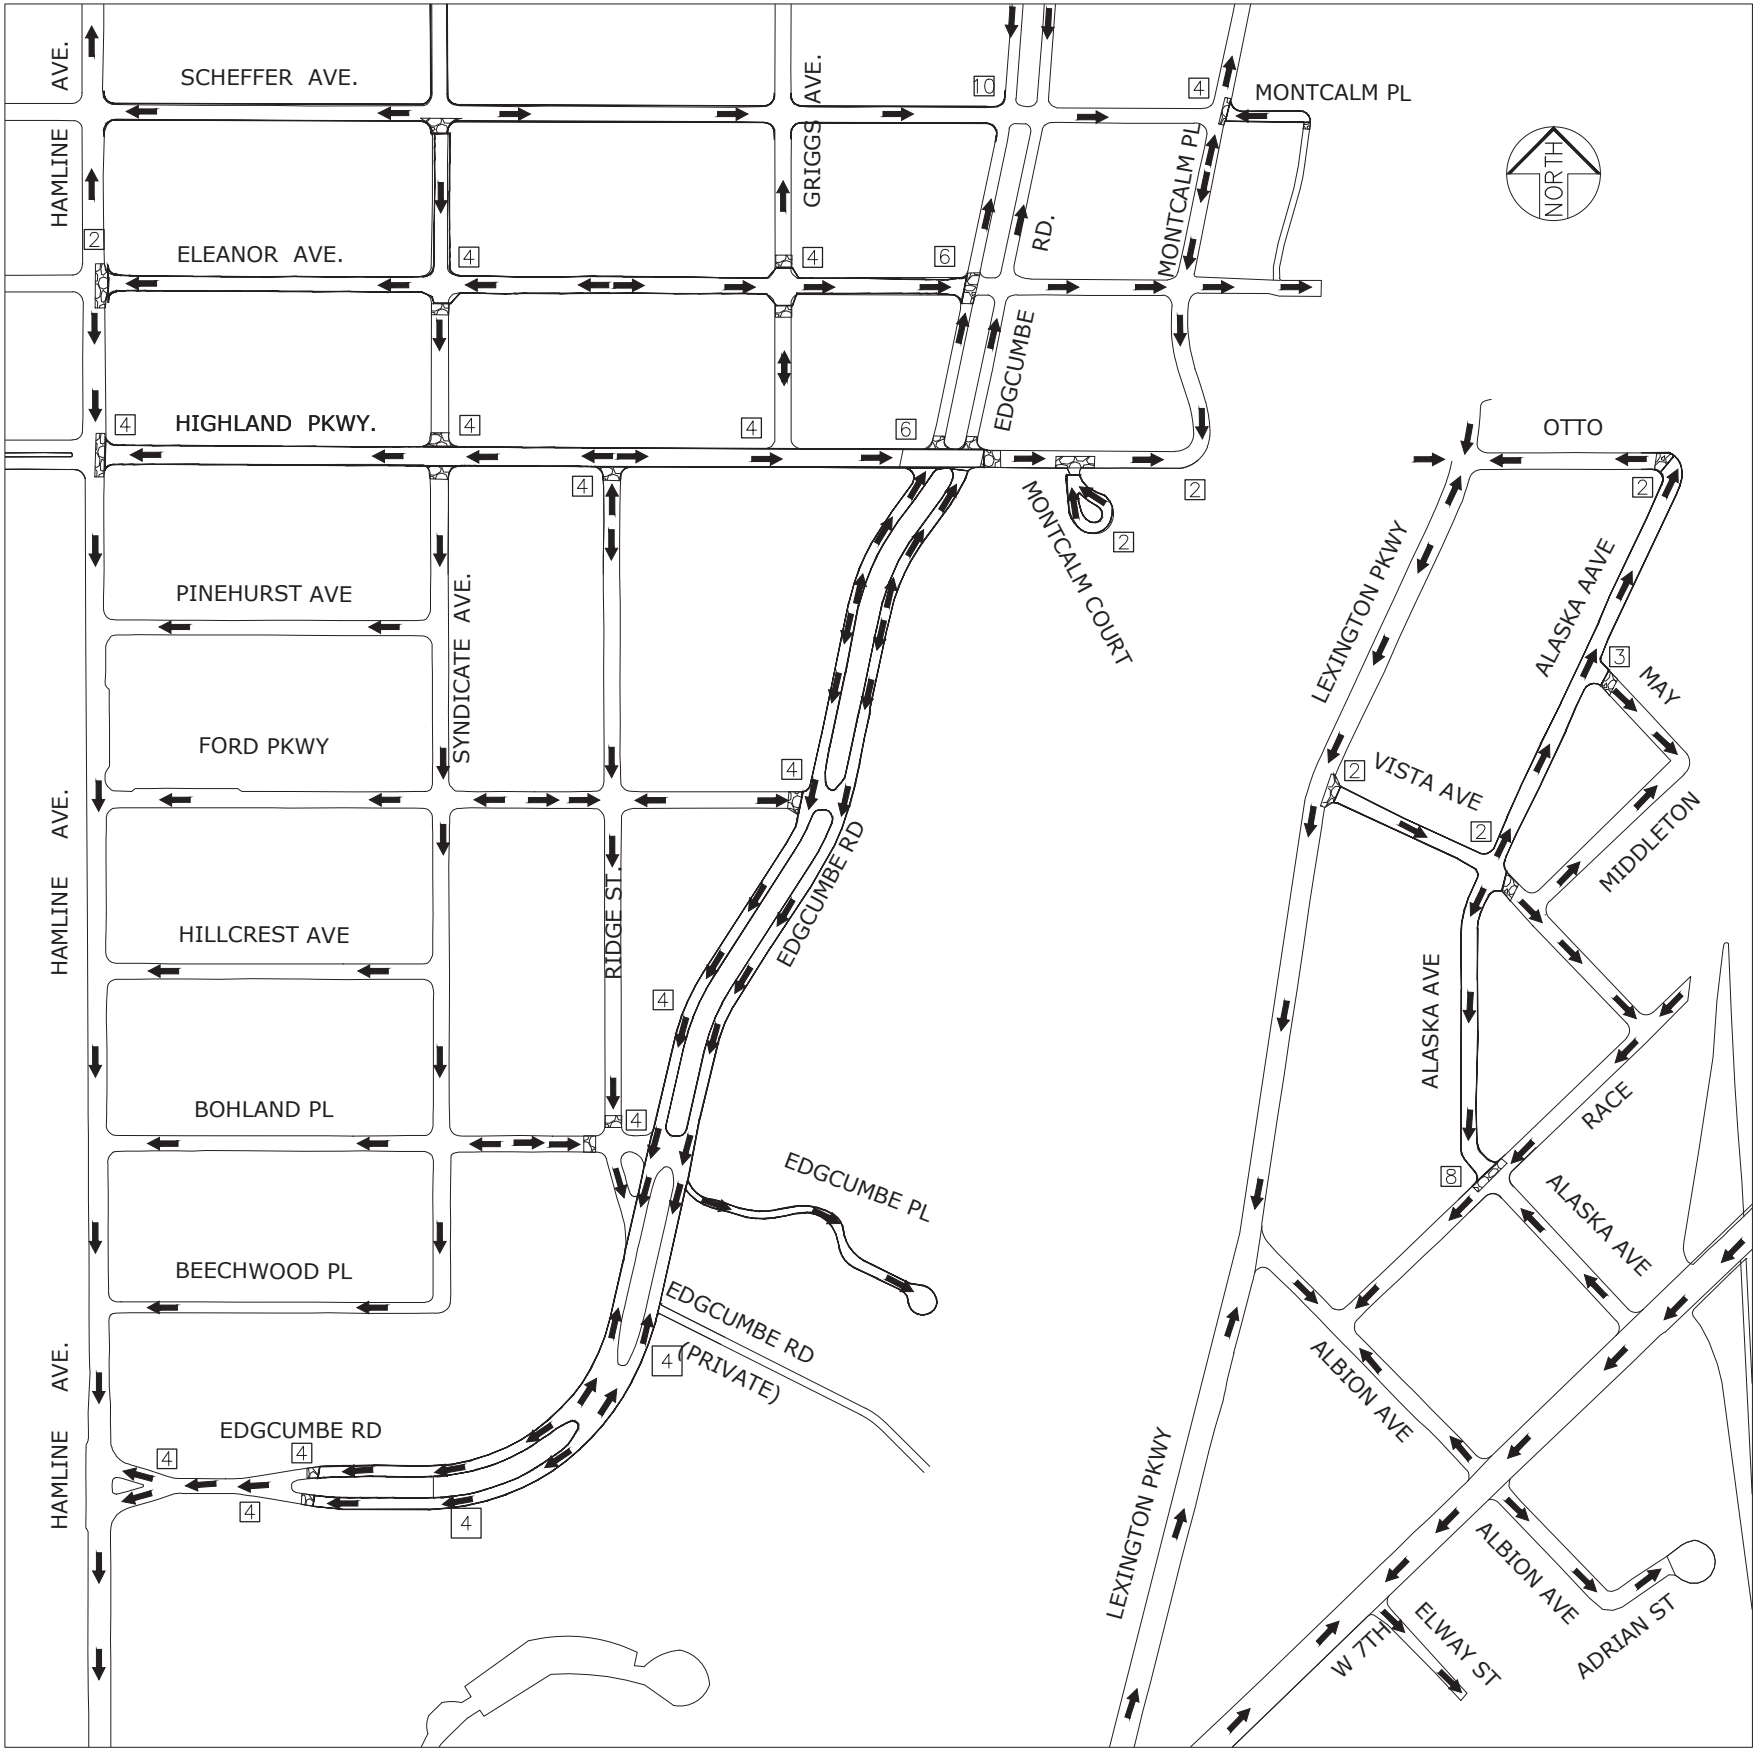 SCHEFFER AVE.
HAMLINE AVE.
GRIGGS AVE.
10
4
MONTCALM PL
MONTCALM PL
NORTH
2
ELEANOR AVE.
4
4
6
EDGCUMBE RD.
4
HIGHLAND PKWY.
4
4
6
4
2
MONTCALM COURT
2
OTTO
2
LEXINGTON PKWY
ALASKA AAVE
3
MAY
PINEHURST AVE
SYNDICATE AVE.
FORD PKWY
4
2
VISTA AVE
2
MIDDLETON
HAMLINE AVE.
RIDGE ST.
EDGCUMBE RD
HILLCREST AVE
4
ALASKA AVE
BOHLAND PL
4
RACE
EDGCUMBE PL
8
ALASKA AVE
BEECHWOOD PL
EDGCUMBE RD
(PRIVATE)
4
ALBION AVE
HAMLINE AVE.
EDGCUMBE RD
4
4
4
4
LEXINGTON PKWY
ALBION AVE
ADRIAN ST
ELWAY ST
W 7TH